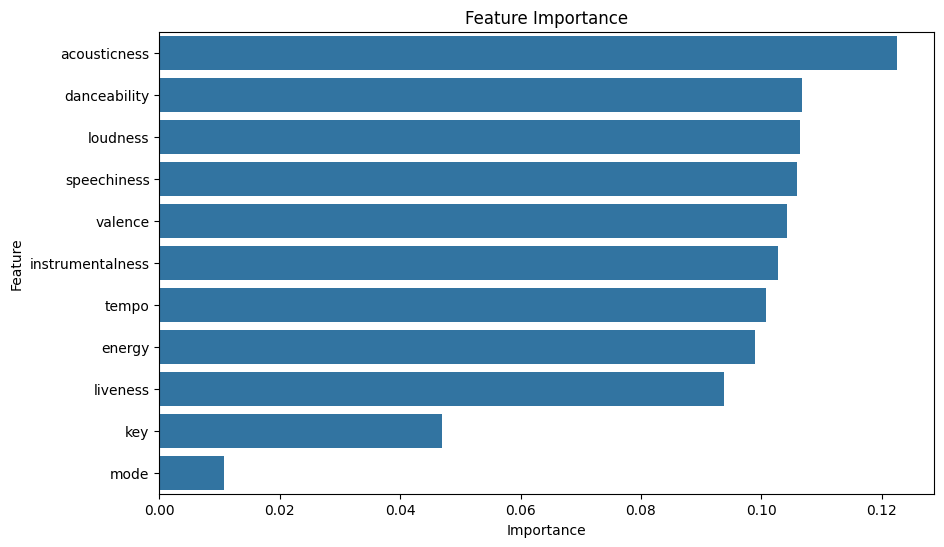 Feature Importance
Feature
acousticness
danceability
loudness
speechiness
valence
instrumentalness
tempo
energy
liveness
key
mode
0.00 0.02 0.04 0.06 0.08 0.10 0.12
Importance